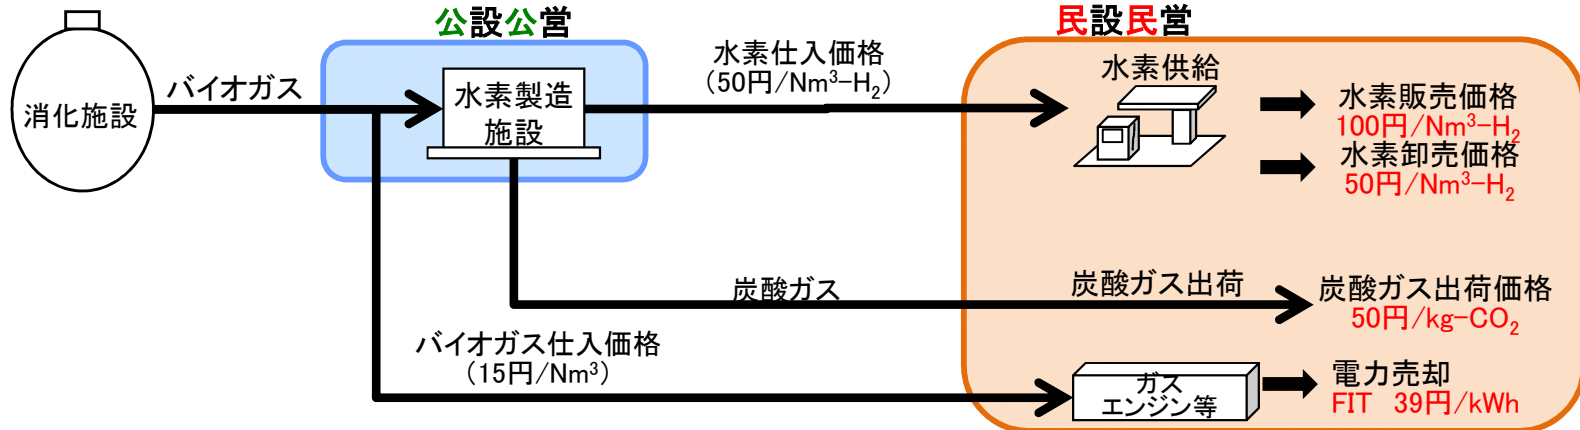 公設公営
民設民営
消化施設
バイオガス
水素製造
施設
水素仕入価格
(50円/Nm³-H₂)
水素供給
水素販売価格
100円/Nm³-H₂
水素卸売価格
50円/Nm³-H₂
炭酸ガス
炭酸ガス出荷
炭酸ガス出荷価格
50円/kg-CO₂
バイオガス仕入価格
(15円/Nm³)
ガス
エンジン等
電力売却
FIT 39円/kWh